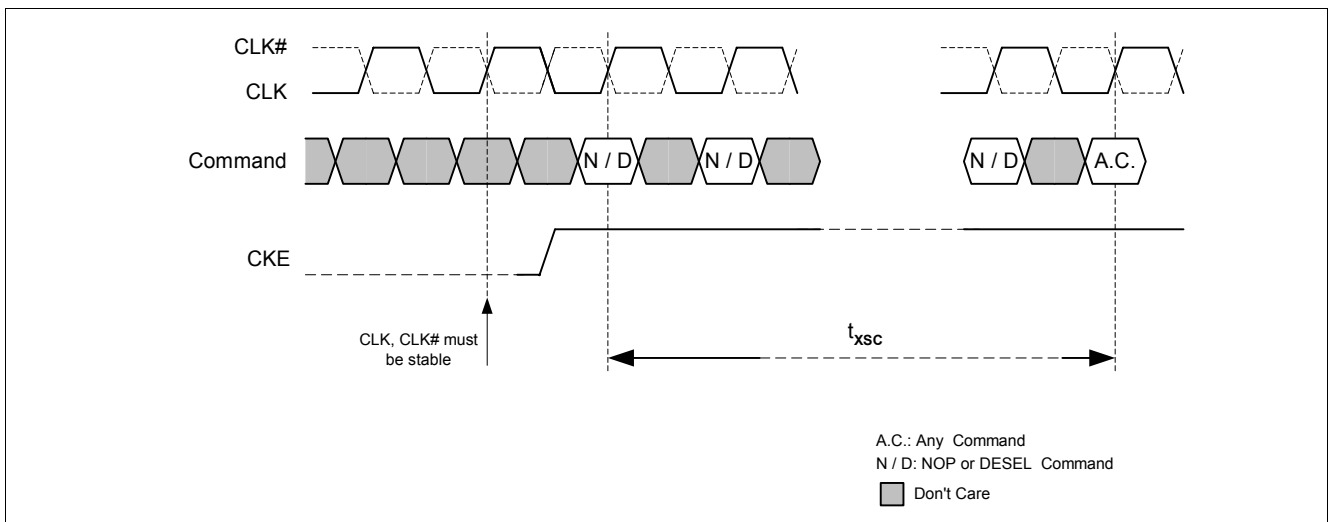 CLK#
CLK
Command
N / D
N / D
N / D
A.C.
CKE
CLK, CLK# must
be stable
txsc
A.C.: Any Command
N / D: NOP or DESEL Command
Don't Care